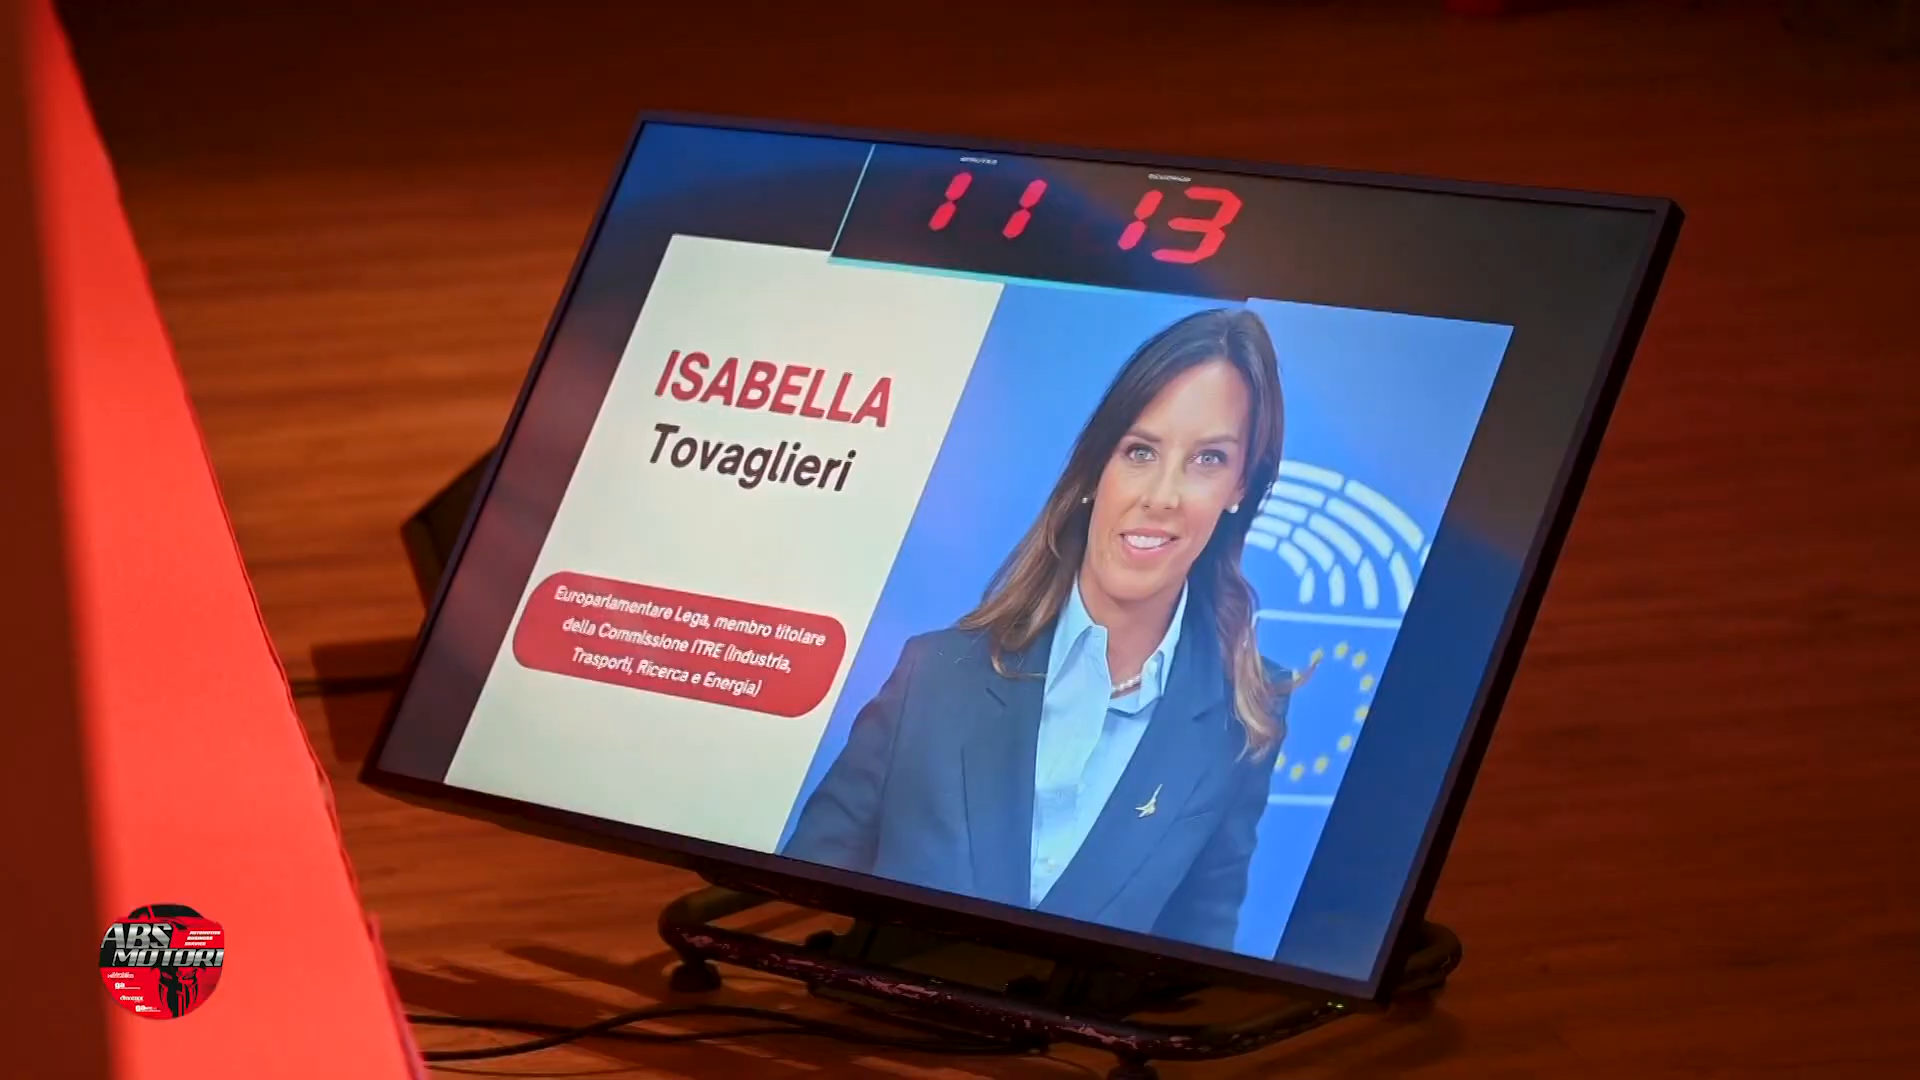 11 13
ISABELLA
Tovaglieri
Europarlamentare Lega, membro titolare
della Commissione ITRE (Industria,
Trasporti, Ricerca e Energia)
ABS
MOTORI